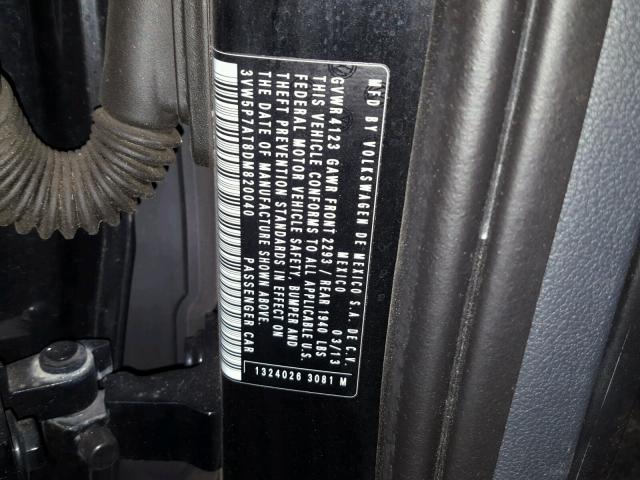 MFD BY VOLKSWAGEN DE MEXICO S.A. DE C.V.
MEXICO 03/13
GVWR 4123 GAWR FRONT 2293 / REAR 1940 LBS
THIS VEHICLE CONFORMS TO ALL APPLICABLE U.S.
FEDERAL MOTOR VEHICLE SAFETY, BUMPER AND
THEFT PREVENTION STANDARDS IN EFFECT ON
THE DATE OF MANUFACTURE SHOWN ABOVE.
3VW5P7AT8DM820040 PASSENGER CAR
1324026 3081 M